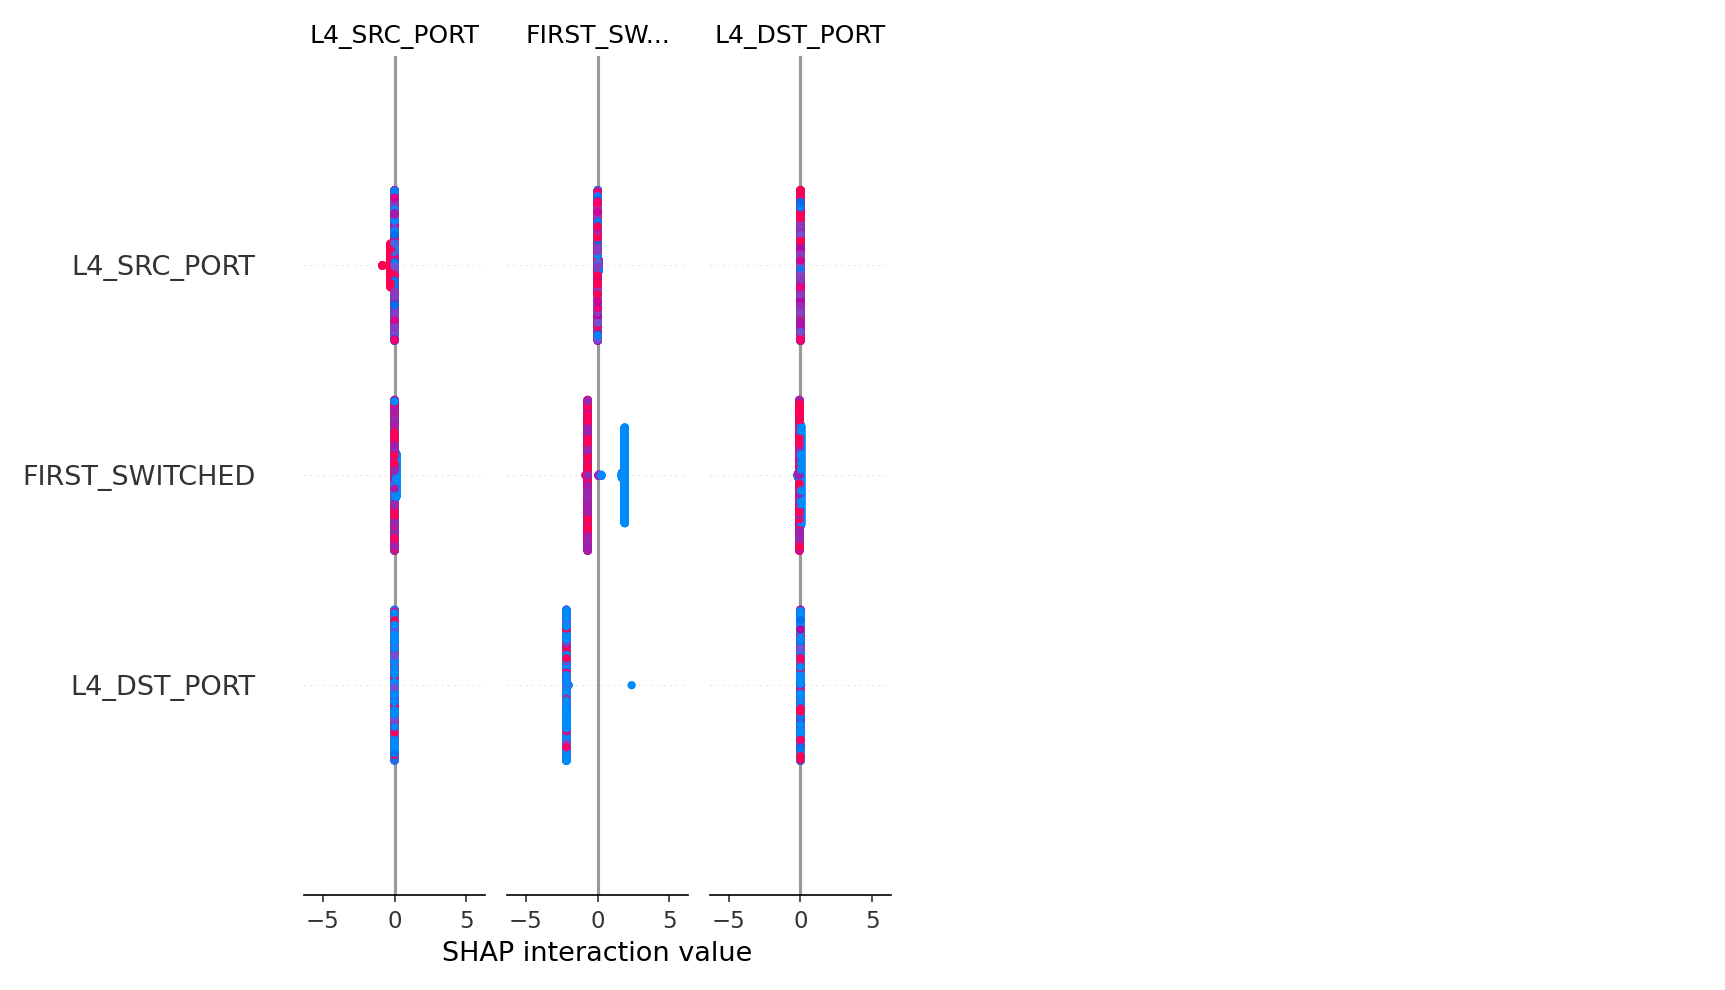 L4_SRC_PORT FIRST_SW... L4_DST_PORT
L4_SRC_PORT
FIRST_SWITCHED
L4_DST_PORT
−5 0 5 −5 0 5 −5 0 5
SHAP interaction value